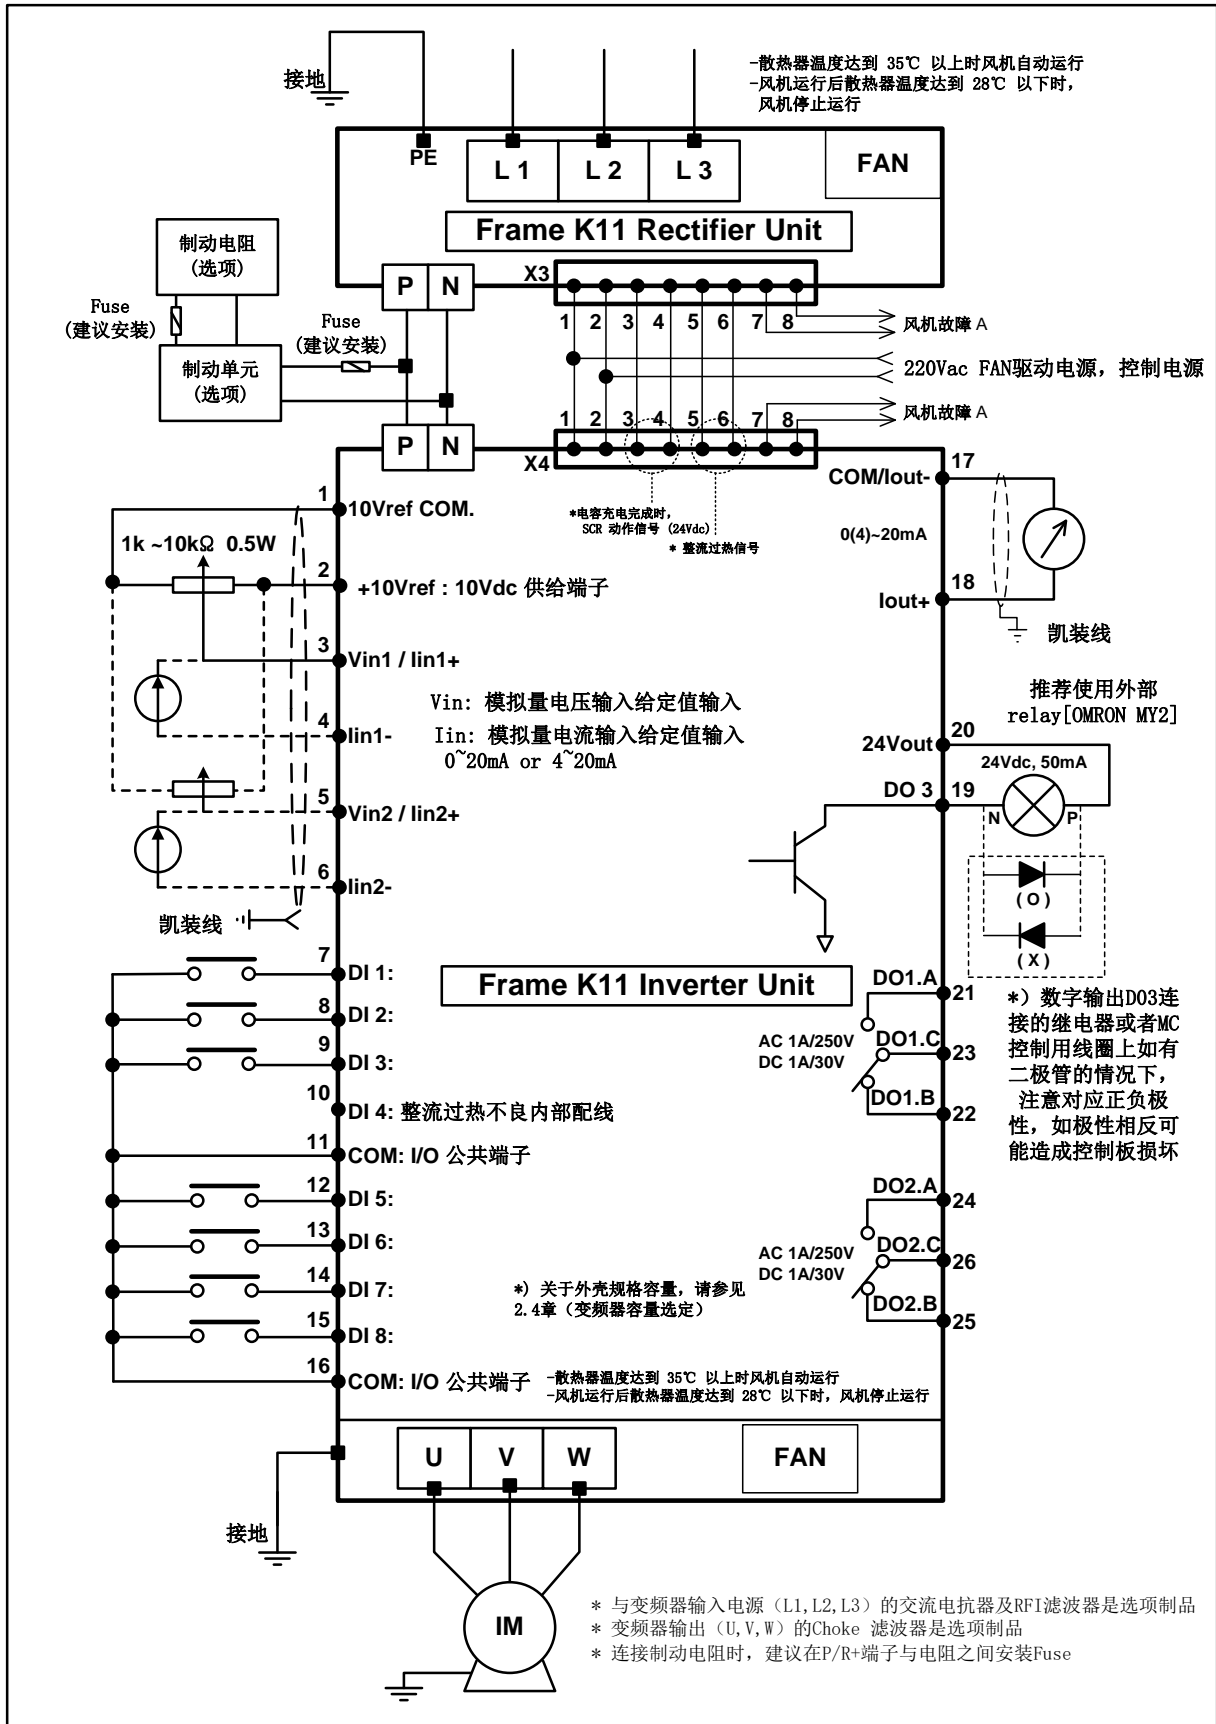 接地
-散热器温度达到 35℃ 以上时风机自动运行
-风机运行后散热器温度达到 28℃ 以下时，
风机停止运行
PE
L 1
L 2
L 3
FAN
Frame K11 Rectifier Unit
制动电阻
(选项)
P
N
X3
Fuse
(建议安装)
Fuse
(建议安装)
1 2 3 4 5 6 7 8
风机故障 A
制动单元
(选项)
220Vac FAN驱动电源，控制电源
1 2 3 4 5 6 7 8
风机故障 A
P
N
X4
*电容充电完成时，
SCR 动作信号 (24Vdc)
* 整流过热信号
1
10Vref COM.
1k ~10kΩ 0.5W
2
+10Vref : 10Vdc 供给端子
3
Vin1 / Iin1+
4
Iin1-
Vin: 模拟量电压输入给定值输入
Iin: 模拟量电流输入给定值输入
0~20mA or 4~20mA
5
Vin2 / Iin2+
6
Iin2-
凯装线
COM/Iout-
17
0(4)~20mA
18
Iout+
凯装线
推荐使用外部
relay[OMRON MY2]
20
24Vout
24Vdc, 50mA
DO 3
19
N
P
(O)
(X)
7
DI 1:
8
DI 2:
9
DI 3:
10
DI 4: 整流过热不良内部配线
11
COM: I/O 公共端子
12
DI 5:
13
DI 6:
14
DI 7:
15
DI 8:
16
COM: I/O 公共端子
Frame K11 Inverter Unit
DO1.A
21
AC 1A/250V
DC 1A/30V
DO1.C
23
DO1.B
22
*) 数字输出DO3连
接的继电器或者MC
控制用线圈上如有
二极管的情况下，
注意对应正负极
性，如极性相反可
能造成控制板损坏
DO2.A
24
AC 1A/250V
DC 1A/30V
DO2.C
26
DO2.B
25
*) 关于外壳规格容量，请参见
2.4章（变频器容量选定）
-散热器温度达到 35℃ 以上时风机自动运行
-风机运行后散热器温度达到 28℃ 以下时，风机停止运行
U
V
W
FAN
接地
IM
* 与变频器输入电源（L1,L2,L3）的交流电抗器及RFI滤波器是选项制品
* 变频器输出（U,V,W）的Choke 滤波器是选项制品
* 连接制动电阻时，建议在P/R+端子与电阻之间安装Fuse